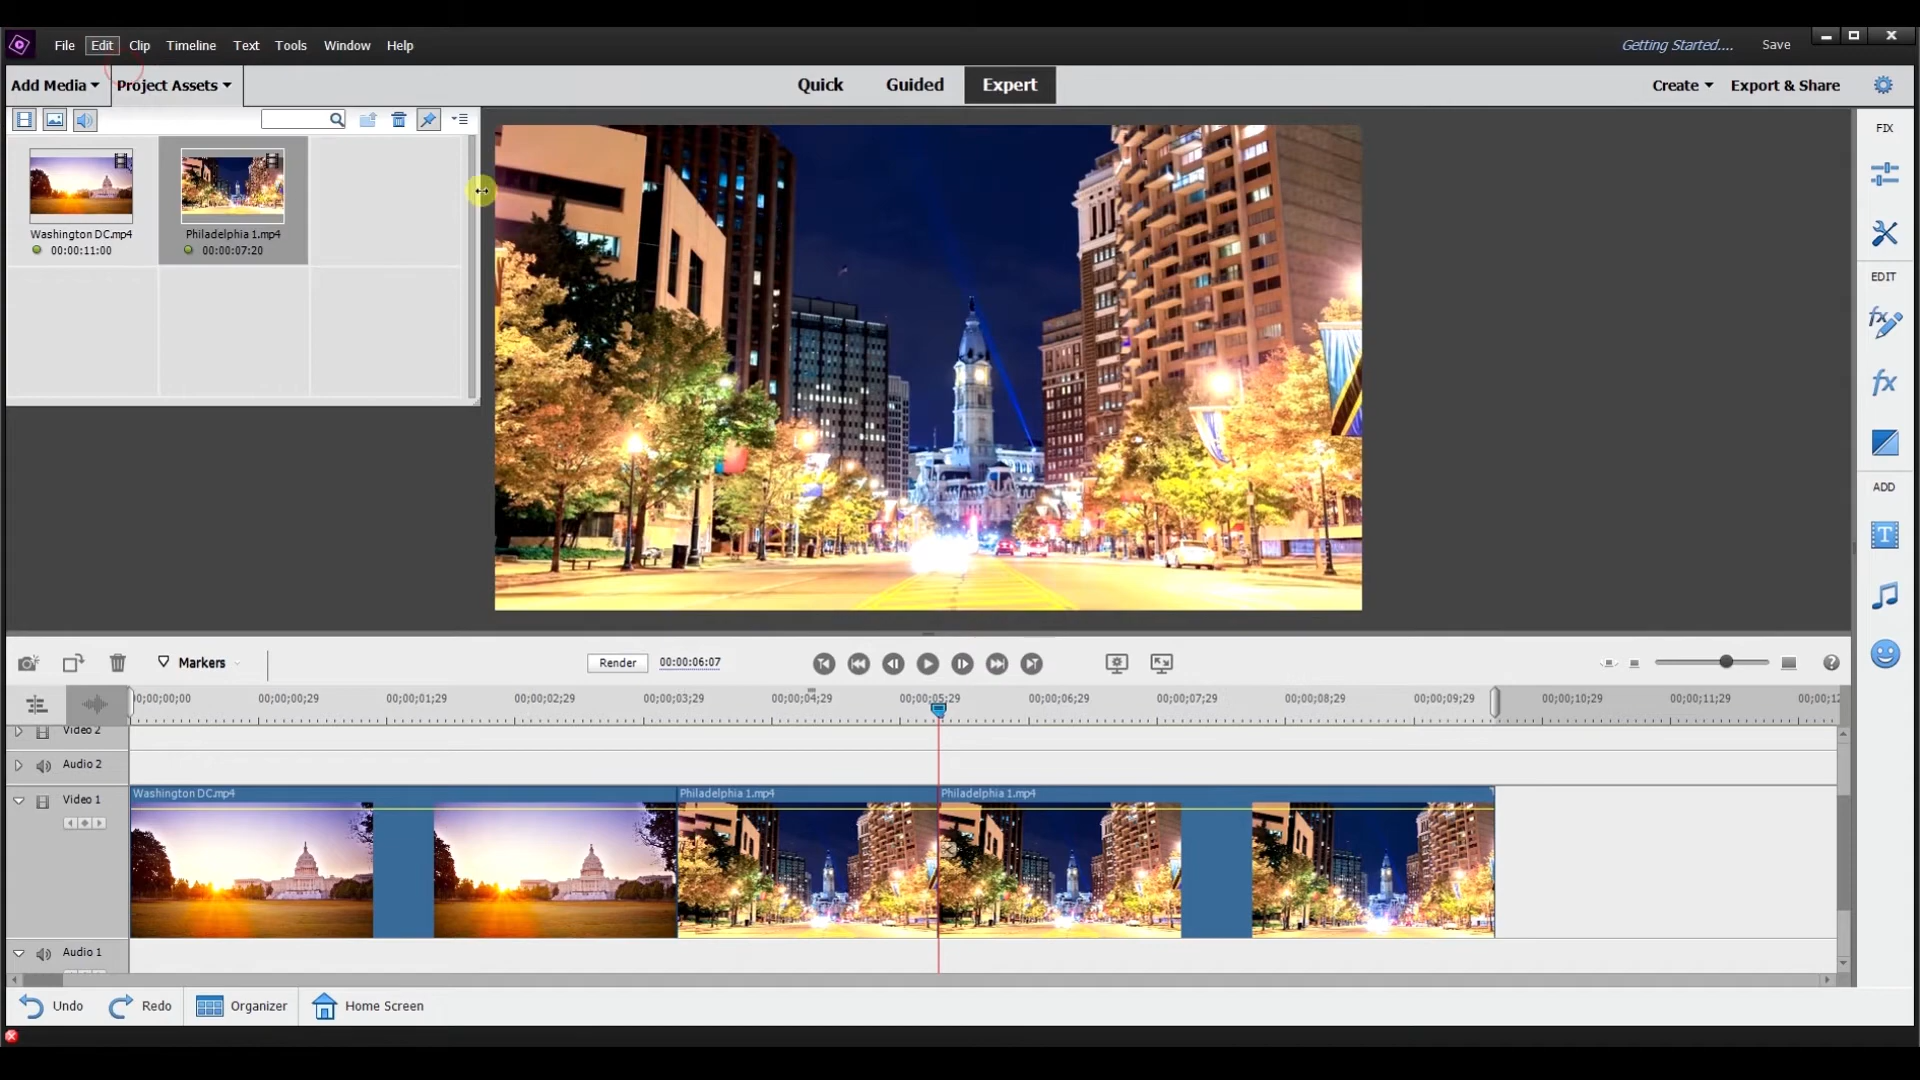 File Edit Clip Timeline Text Tools Window Help
Getting Started.... Save
Add Media Project Assets
Quick Guided Expert
Create Export & Share
FIX
Washington DC.mp4
00:00:11:00
Philadelphia 1.mp4
00:00:07:20
EDIT
fx
fx
ADD
T
Markers
Render 00:00:06:07
?
00;00;00;00 00;00;00;29 00;00;01;29 00;00;02;29 00;00;03;29 00;00;04;29 00;00;05;29 00;00;06;29 00;00;07;29 00;00;08;29 00;00;09;29 00;00;10;29 00;00;11;29
Video 2
Audio 2
Video 1
Washington DC.mp4 Philadelphia 1.mp4 Philadelphia 1.mp4
Audio 1
Undo Redo Organizer Home Screen